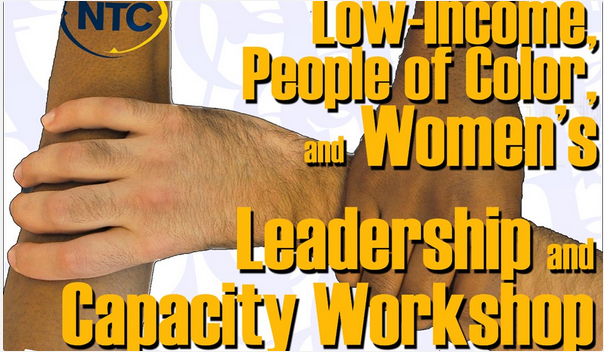 NTC
Low-Income,
People of Color,
and Women's
Leadership and
Capacity Workshop